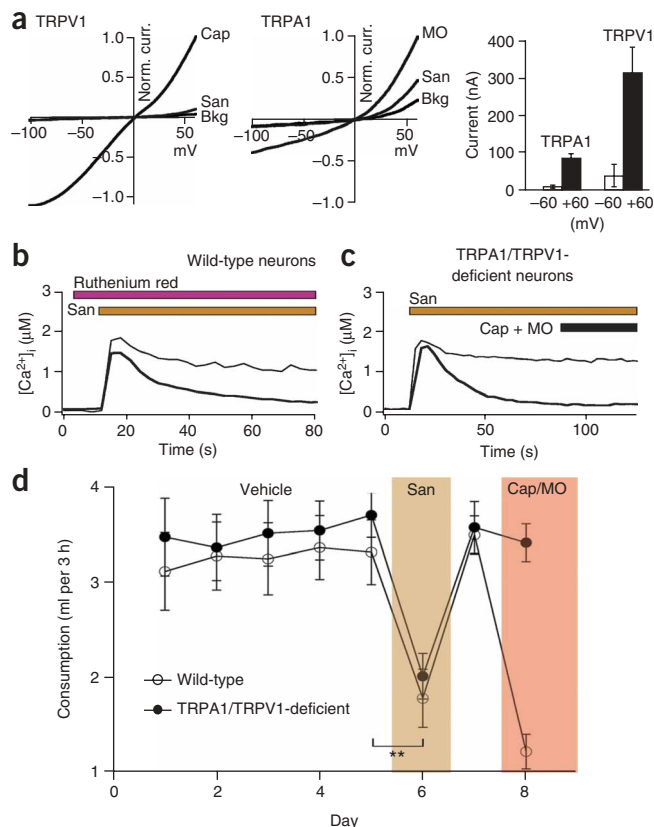 a
TRPV1
Norm. curr.
1.0
0.5
−0.5
−1.0
−100
−50
50
mV
Cap
San
Bkg
TRPA1
Norm. curr.
1.0
0.5
−0.5
−1.0
−100
−50
50
mV
MO
San
Bkg
Current (nA)
400
300
200
100
0
TRPV1
TRPA1
−60 +60 −60 +60
(mV)
b
Wild-type neurons
Ruthenium red
San
[Ca2+]i (μM)
3
2
1
0
0 20 40 60 80
Time (s)
c
TRPA1/TRPV1-
deficient neurons
San
Cap + MO
[Ca2+]i (μM)
3
2
1
0
0 50 100
Time (s)
d
Vehicle
San
Cap/MO
Consumption (ml per 3 h)
4
3
2
1
Wild-type
TRPA1/TRPV1-deficient
**
0 2 4 6 8
Day